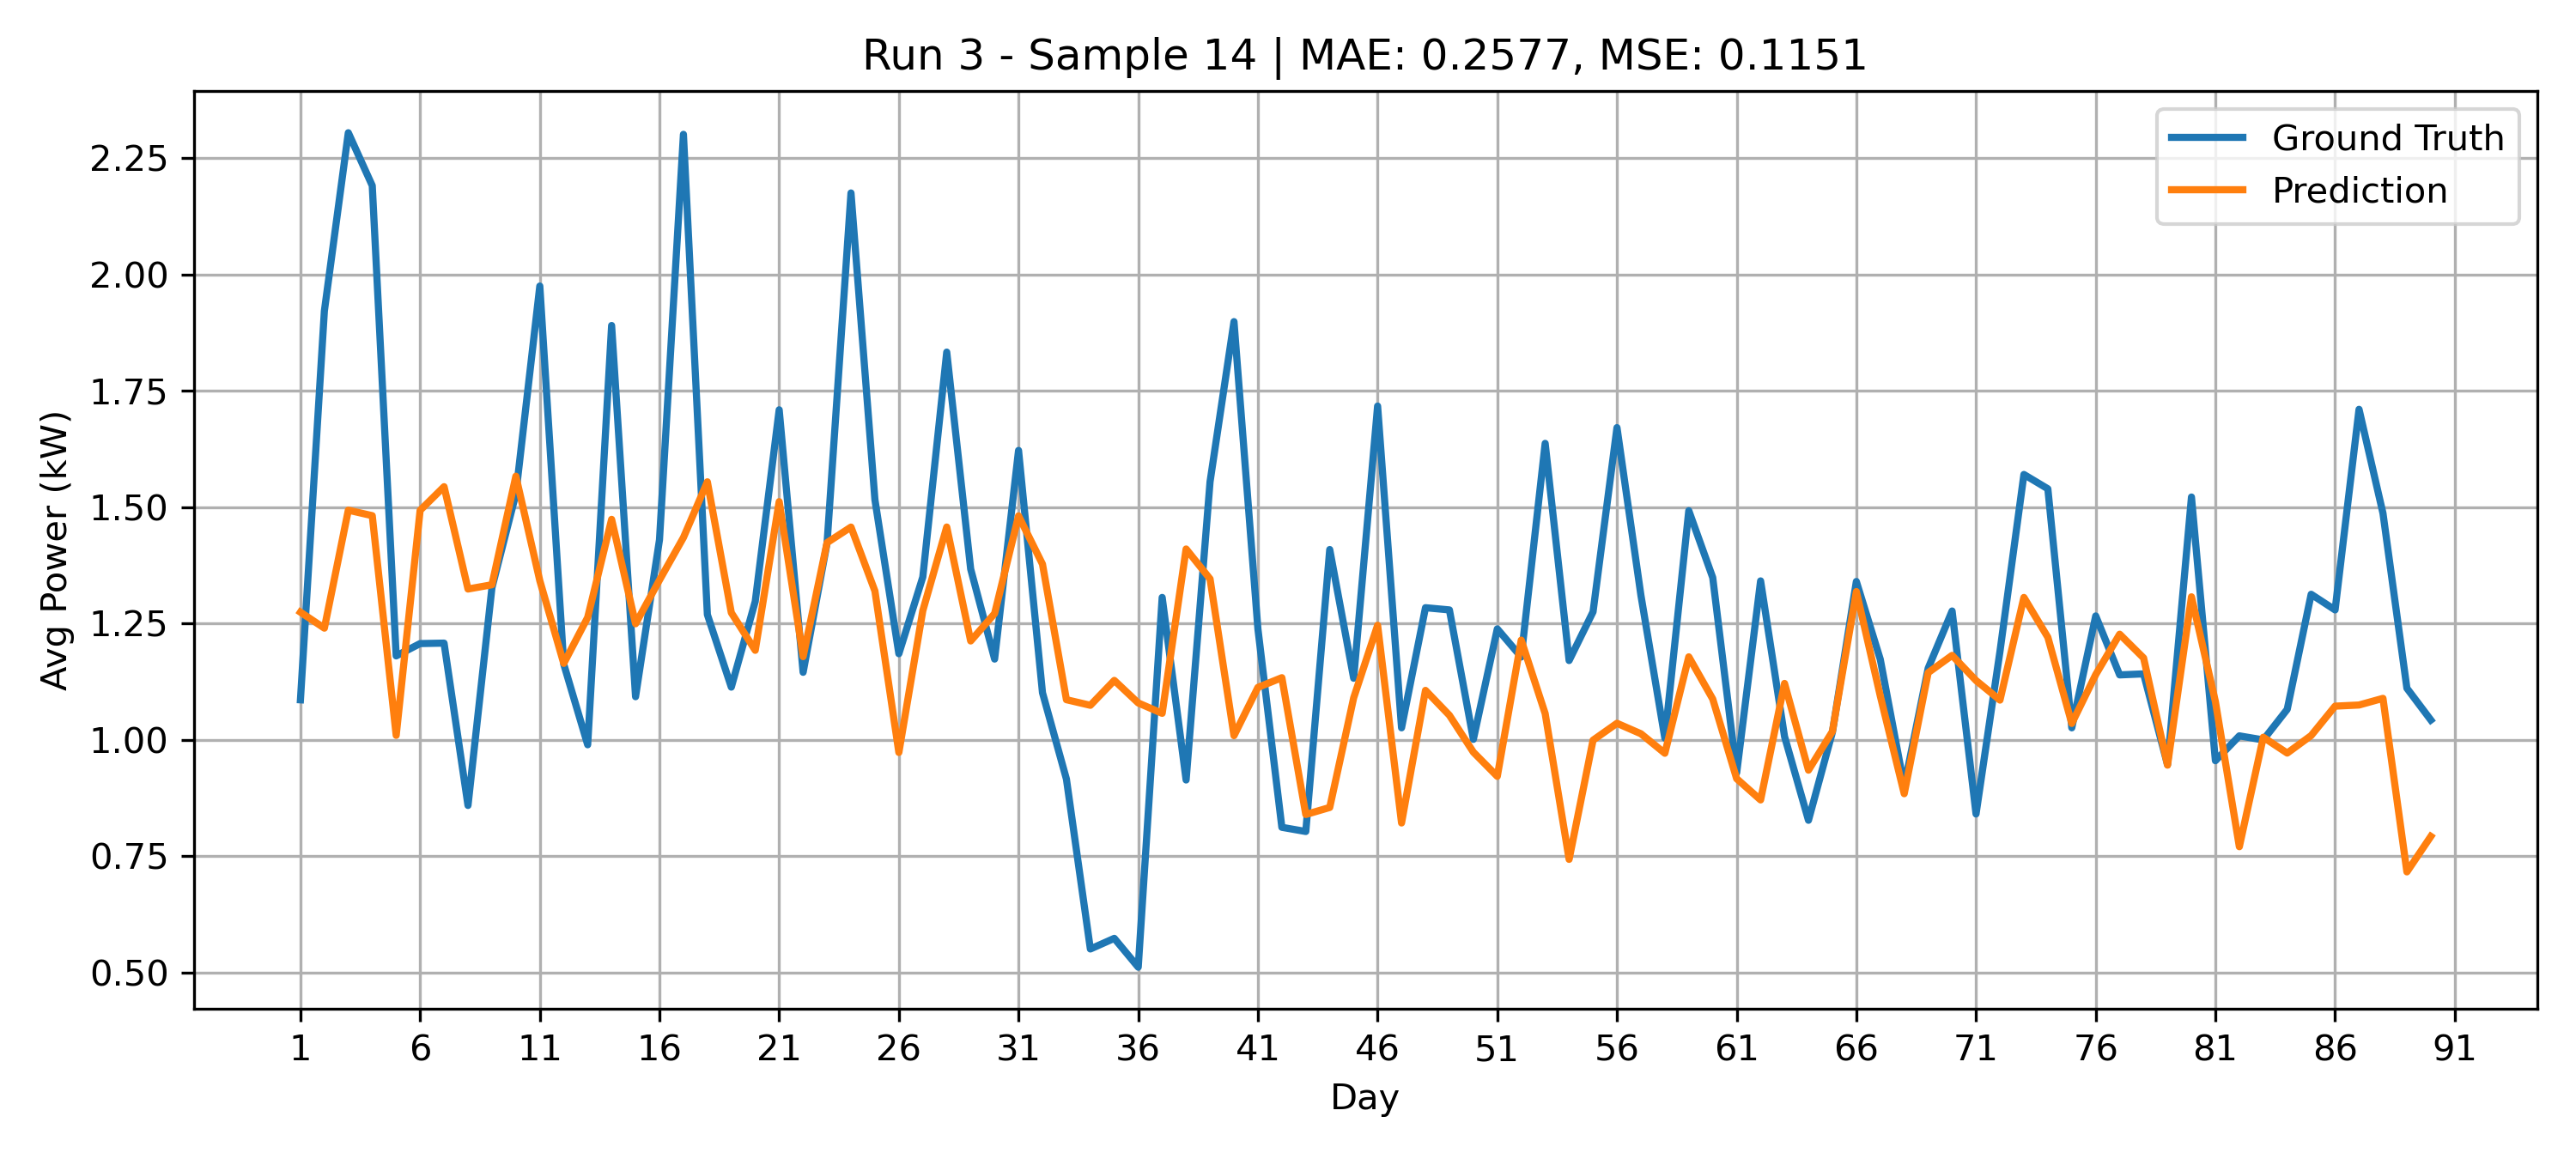 Run 3 - Sample 14 | MAE: 0.2577, MSE: 0.1151
Ground Truth
Prediction
Avg Power (kW)
2.25
2.00
1.75
1.50
1.25
1.00
0.75
0.50
1 6 11 16 21 26 31 36 41 46 51 56 61 66 71 76 81 86 91
Day